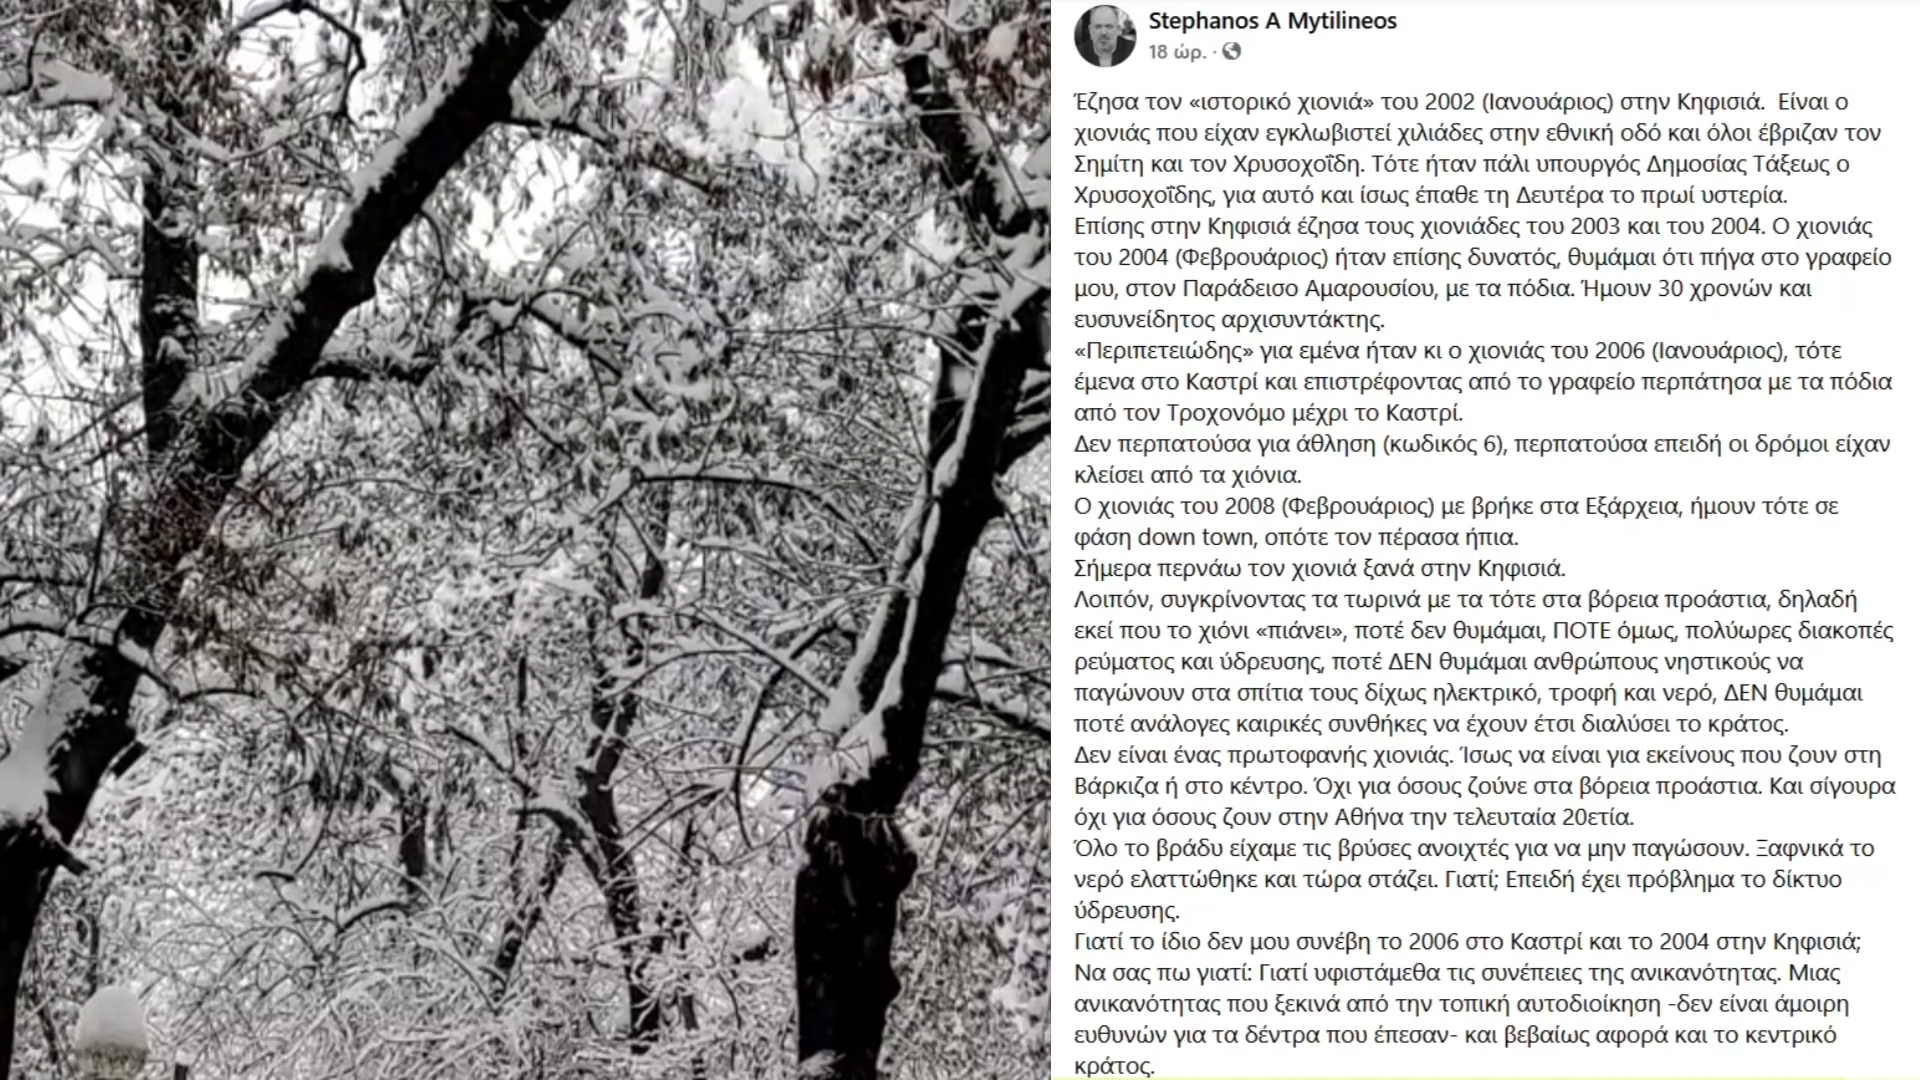 Stephanos A Mytilineos
18 ώρ. ·
Έζησα τον «ιστορικό χιονιά» του 2002 (Ιανουάριος) στην Κηφισιά.  Είναι ο
χιονιάς που είχαν εγκλωβιστεί χιλιάδες στην εθνική οδό και όλοι έβριζαν τον
Σημίτη και τον Χρυσοχοΐδη. Τότε ήταν πάλι υπουργός Δημοσίας Τάξεως ο
Χρυσοχοΐδης, για αυτό και ίσως έπαθε τη Δευτέρα το πρωί υστερία.
Επίσης στην Κηφισιά έζησα τους χιονιάδες του 2003 και του 2004. Ο χιονιάς
του 2004 (Φεβρουάριος) ήταν επίσης δυνατός, θυμάμαι ότι πήγα στο γραφείο
μου, στον Παράδεισο Αμαρουσίου, με τα πόδια. Ήμουν 30 χρονών και
ευσυνείδητος αρχισυντάκτης.
«Περιπετειώδης» για εμένα ήταν κι ο χιονιάς του 2006 (Ιανουάριος), τότε
έμενα στο Καστρί και επιστρέφοντας από το γραφείο περπάτησα με τα πόδια
από τον Τροχονόμο μέχρι το Καστρί.
Δεν περπατούσα για άθληση (κωδικός 6), περπατούσα επειδή οι δρόμοι είχαν
κλείσει από τα χιόνια.
Ο χιονιάς του 2008 (Φεβρουάριος) με βρήκε στα Εξάρχεια, ήμουν τότε σε
φάση down town, οπότε τον πέρασα ήπια.
Σήμερα περνάω τον χιονιά ξανά στην Κηφισιά.
Λοιπόν, συγκρίνοντας τα τωρινά με τα τότε στα βόρεια προάστια, δηλαδή
εκεί που το χιόνι «πιάνει», ποτέ δεν θυμάμαι, ΠΟΤΕ όμως, πολύωρες διακοπές
ρεύματος και ύδρευσης, ποτέ ΔΕΝ θυμάμαι ανθρώπους νηστικούς να
παγώνουν στα σπίτια τους δίχως ηλεκτρικό, τροφή και νερό, ΔΕΝ θυμάμαι
ποτέ ανάλογες καιρικές συνθήκες να έχουν έτσι διαλύσει το κράτος.
Δεν είναι ένας πρωτοφανής χιονιάς. Ίσως να είναι για εκείνους που ζουν στη
Βάρκιζα ή στο κέντρο. Όχι για όσους ζούνε στα βόρεια προάστια. Και σίγουρα
όχι για όσους ζουν στην Αθήνα την τελευταία 20ετία.
Όλο το βράδυ είχαμε τις βρύσες ανοιχτές για να μην παγώσουν. Ξαφνικά το
νερό ελαττώθηκε και τώρα στάζει. Γιατί; Επειδή έχει πρόβλημα το δίκτυο
ύδρευσης.
Γιατί το ίδιο δεν μου συνέβη το 2006 στο Καστρί και το 2004 στην Κηφισιά;
Να σας πω γιατί: Γιατί υφιστάμεθα τις συνέπειες της ανικανότητας. Μιας
ανικανότητας που ξεκινά από την τοπική αυτοδιοίκηση -δεν είναι άμοιρη
ευθυνών για τα δέντρα που έπεσαν- και βεβαίως αφορά και το κεντρικό
κράτος.